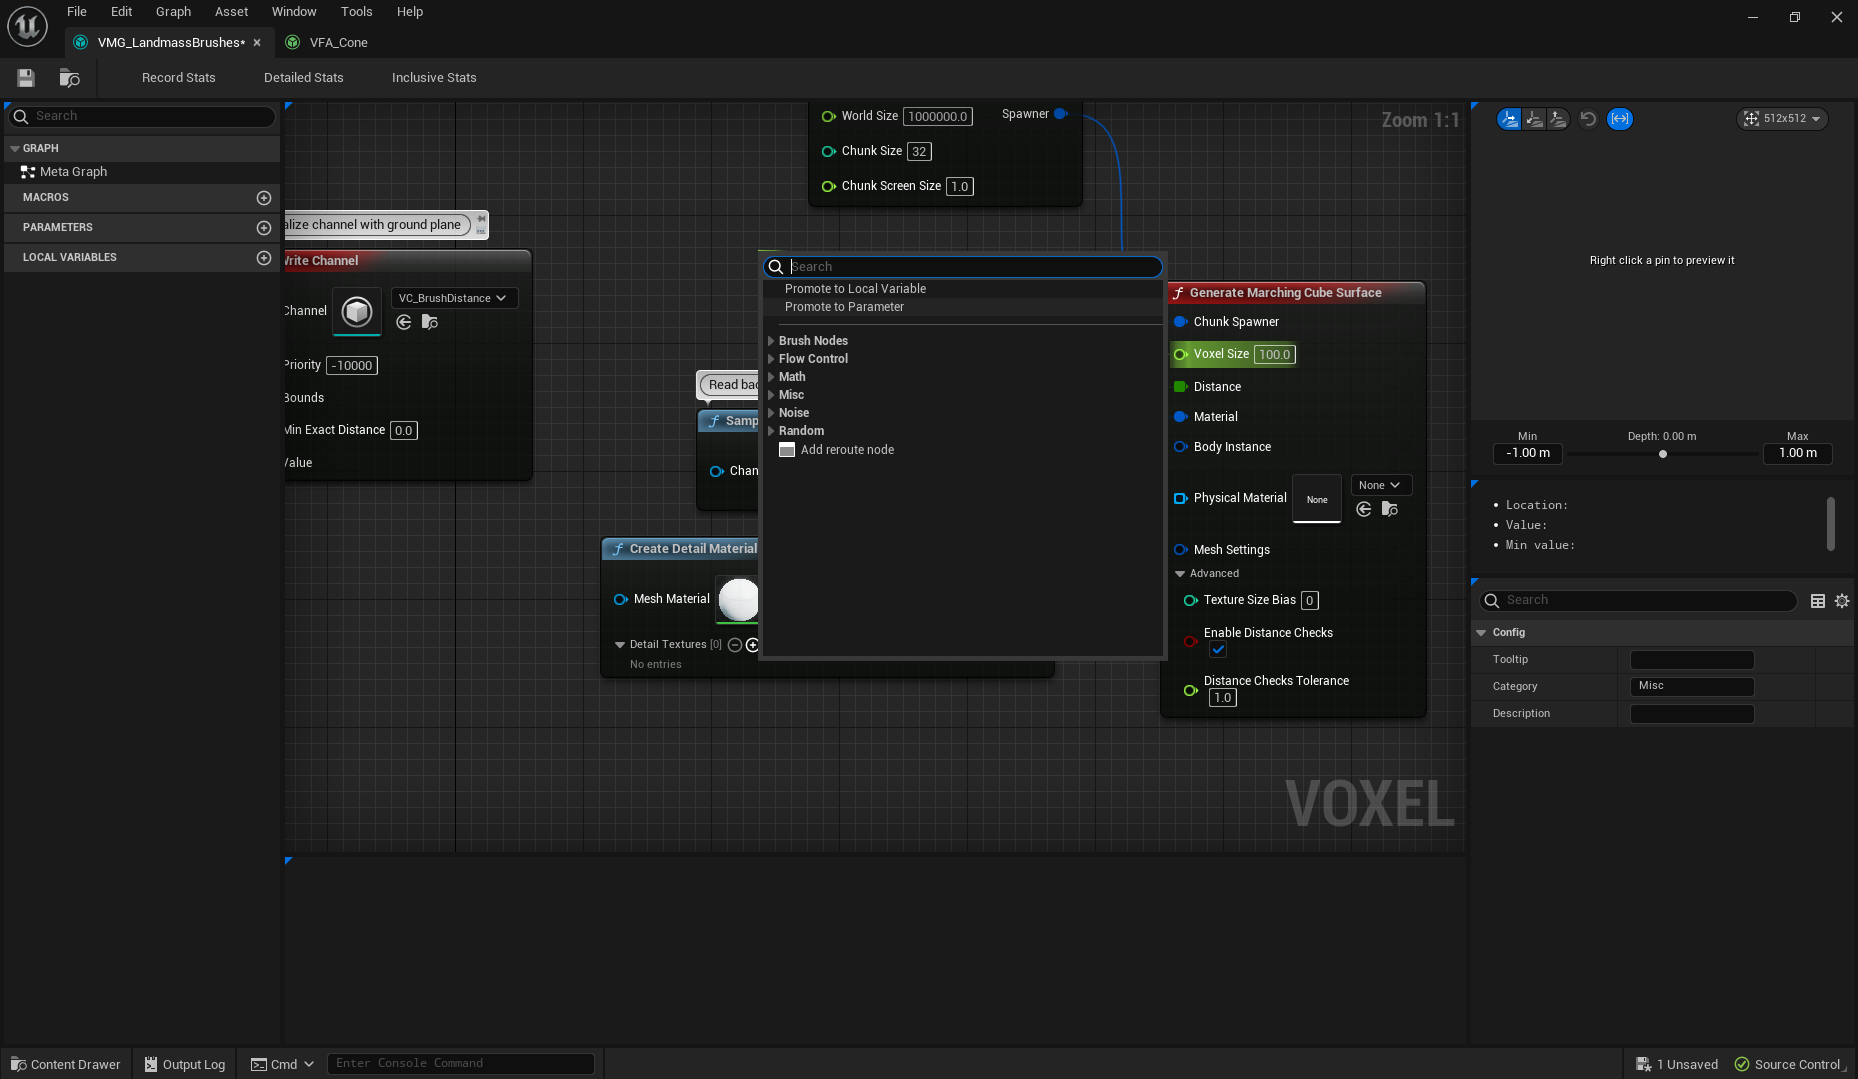 File Edit Graph Asset Window Tools Help
VMG_LandmassBrushes* VFA_Cone
Record Stats Detailed Stats Inclusive Stats
Search
GRAPH
Meta Graph
MACROS
PARAMETERS
LOCAL VARIABLES
Zoom 1:1
World Size 1000000.0 Spawner
Chunk Size 32
Chunk Screen Size 1.0
alize channel with ground plane
Write Channel
Channel VC_BrushDistance
Priority -10000
Bounds
Min Exact Distance 0.0
Value
Read bac
Samp
Chan
Create Detail Material
Mesh Material
Detail Textures [0]
No entries
Search
Promote to Local Variable
Promote to Parameter
Brush Nodes
Flow Control
Math
Misc
Noise
Random
Add reroute node
Generate Marching Cube Surface
Chunk Spawner
Voxel Size 100.0
Distance
Material
Body Instance
Physical Material None None
Mesh Settings
Advanced
Texture Size Bias 0
Enable Distance Checks
Distance Checks Tolerance
1.0
VOXEL
512x512
Right click a pin to preview it
Min Depth: 0.00 m Max
-1.00 m 1.00 m
Location:
Value:
Min value:
Search
Config
Tooltip
Category Misc
Description
Content Drawer Output Log Cmd Enter Console Command 1 Unsaved Source Control